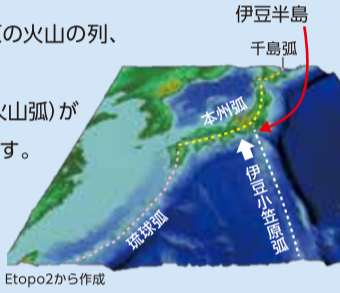 の火山の列、
火山弧)が
す。
伊豆半島
千島弧
本州弧
伊豆小笠原弧
琉球弧
Etopo2から作成